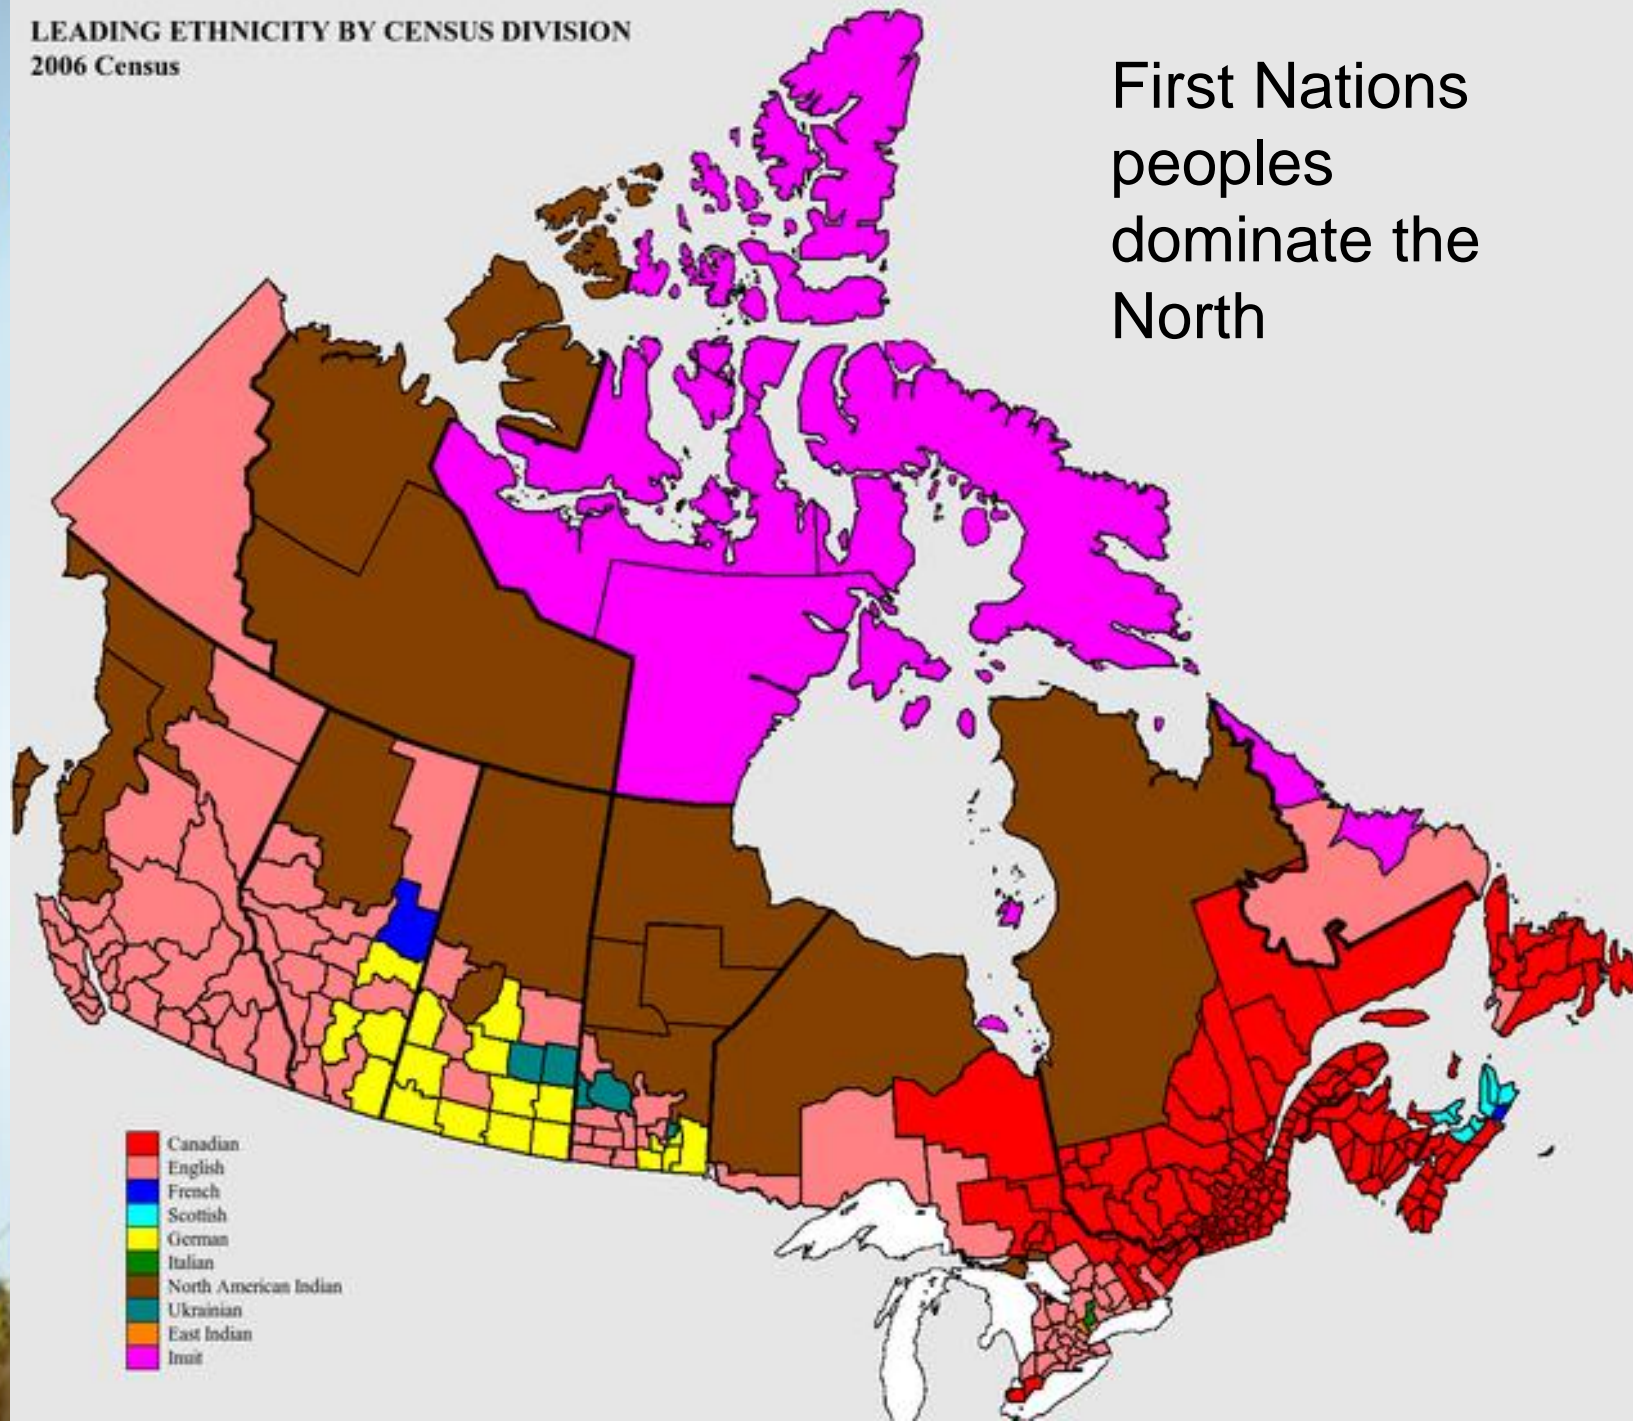 LEADING ETHNICITY BY CENSUS DIVISION
2006 Census
First Nations
peoples
dominate the
North
Canadian
English
French
Scottish
German
Italian
North American Indian
Ukrainian
East Indian
Inuit